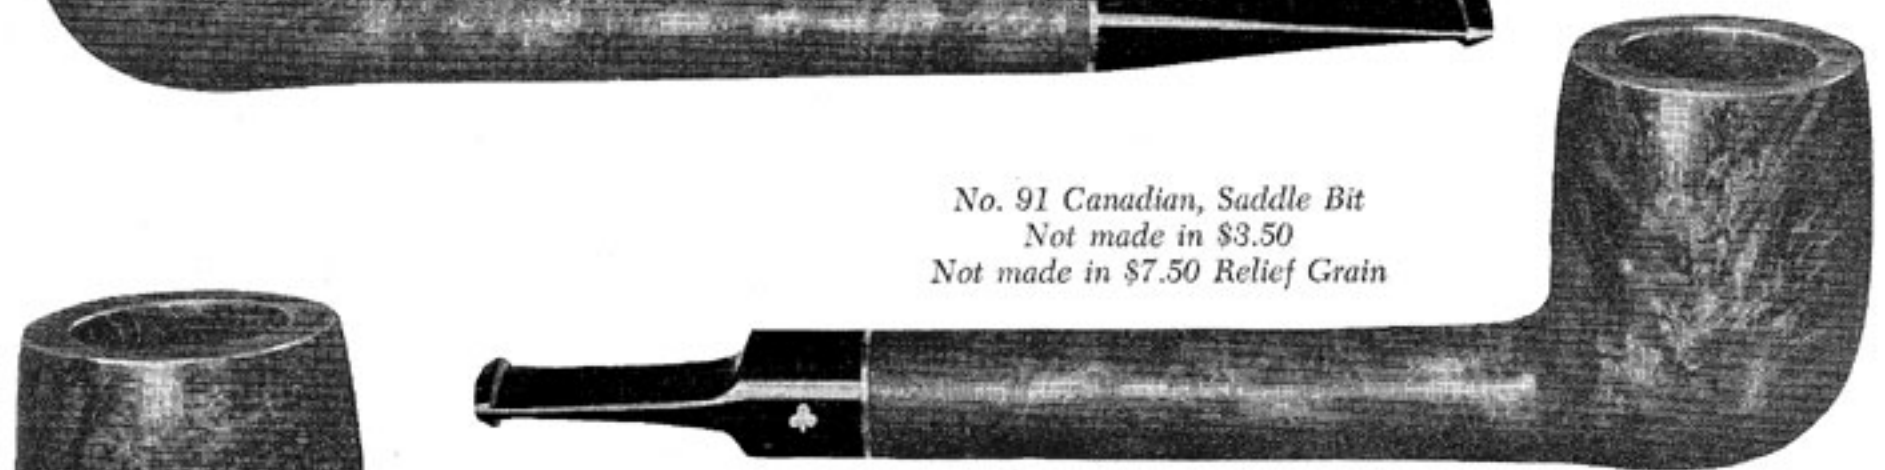 No. 91 Canadian, Saddle Bit
Not made in $3.50
Not made in $7.50 Relief Grain